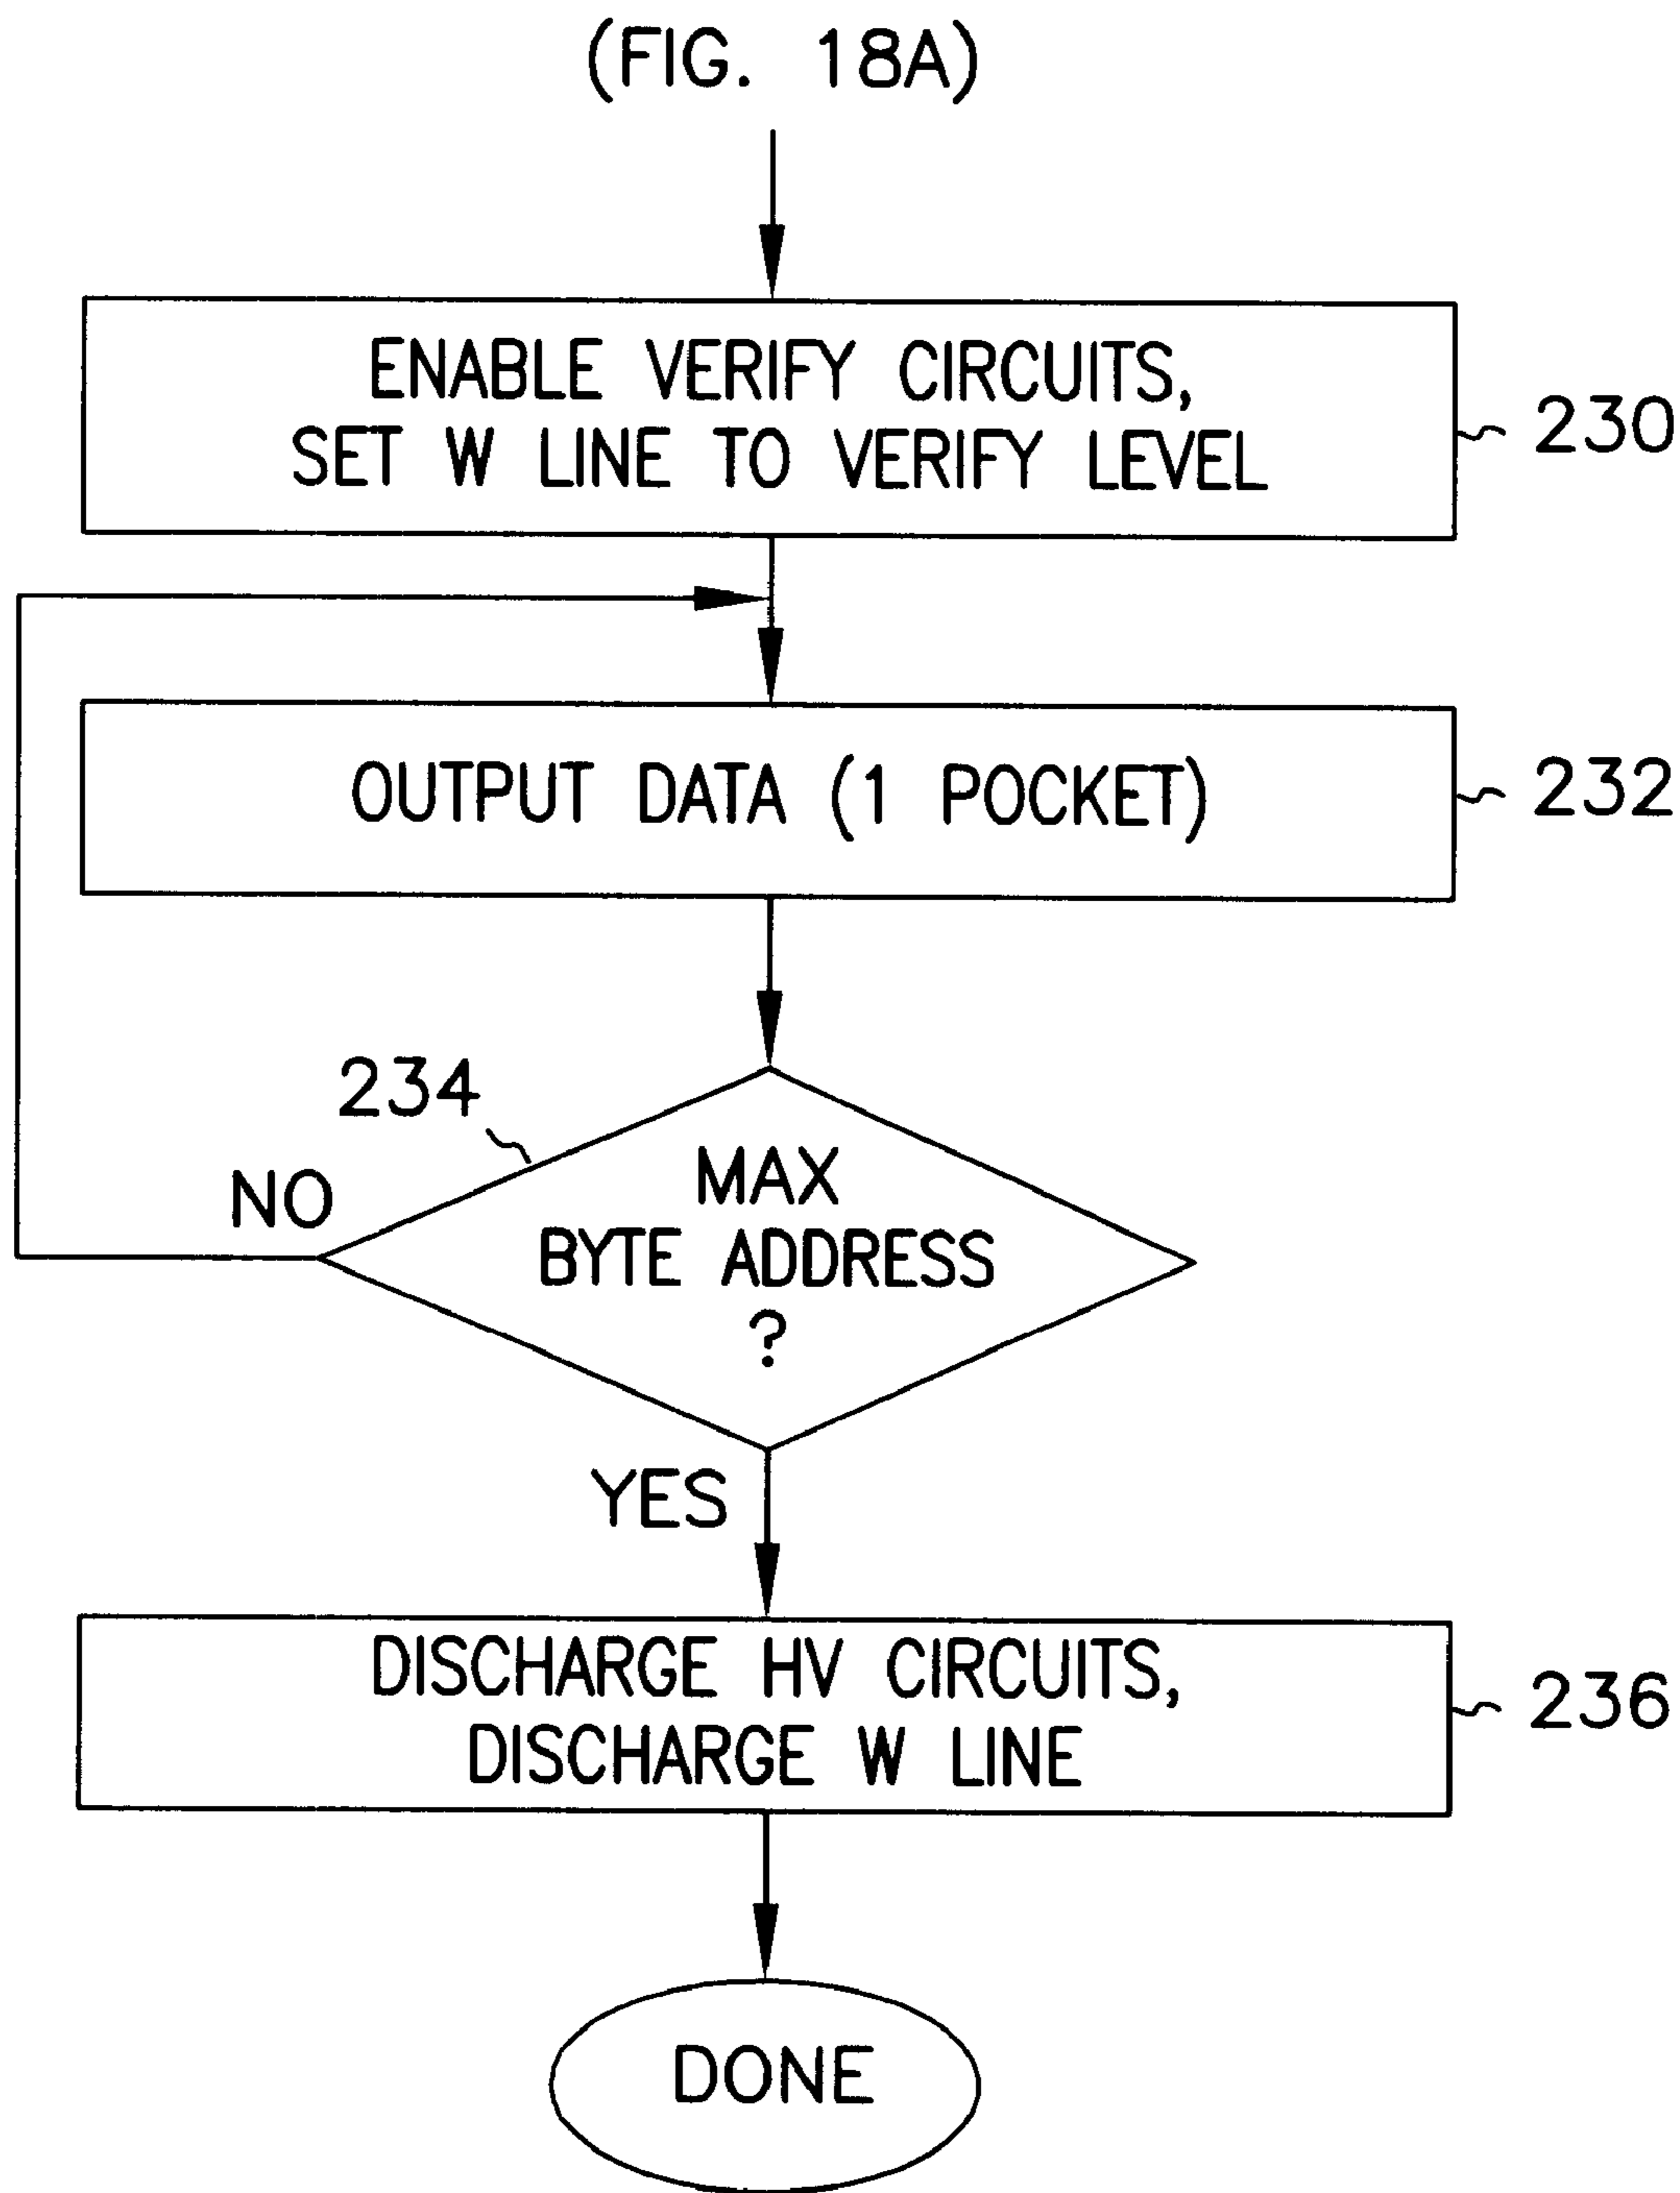 (FIG. 18A)
ENABLE VERIFY CIRCUITS,
SET W LINE TO VERIFY LEVEL
230
OUTPUT DATA (1 POCKET)
232
234
NO
MAX
BYTE ADDRESS
?
YES
DISCHARGE HV CIRCUITS,
DISCHARGE W LINE
236
DONE